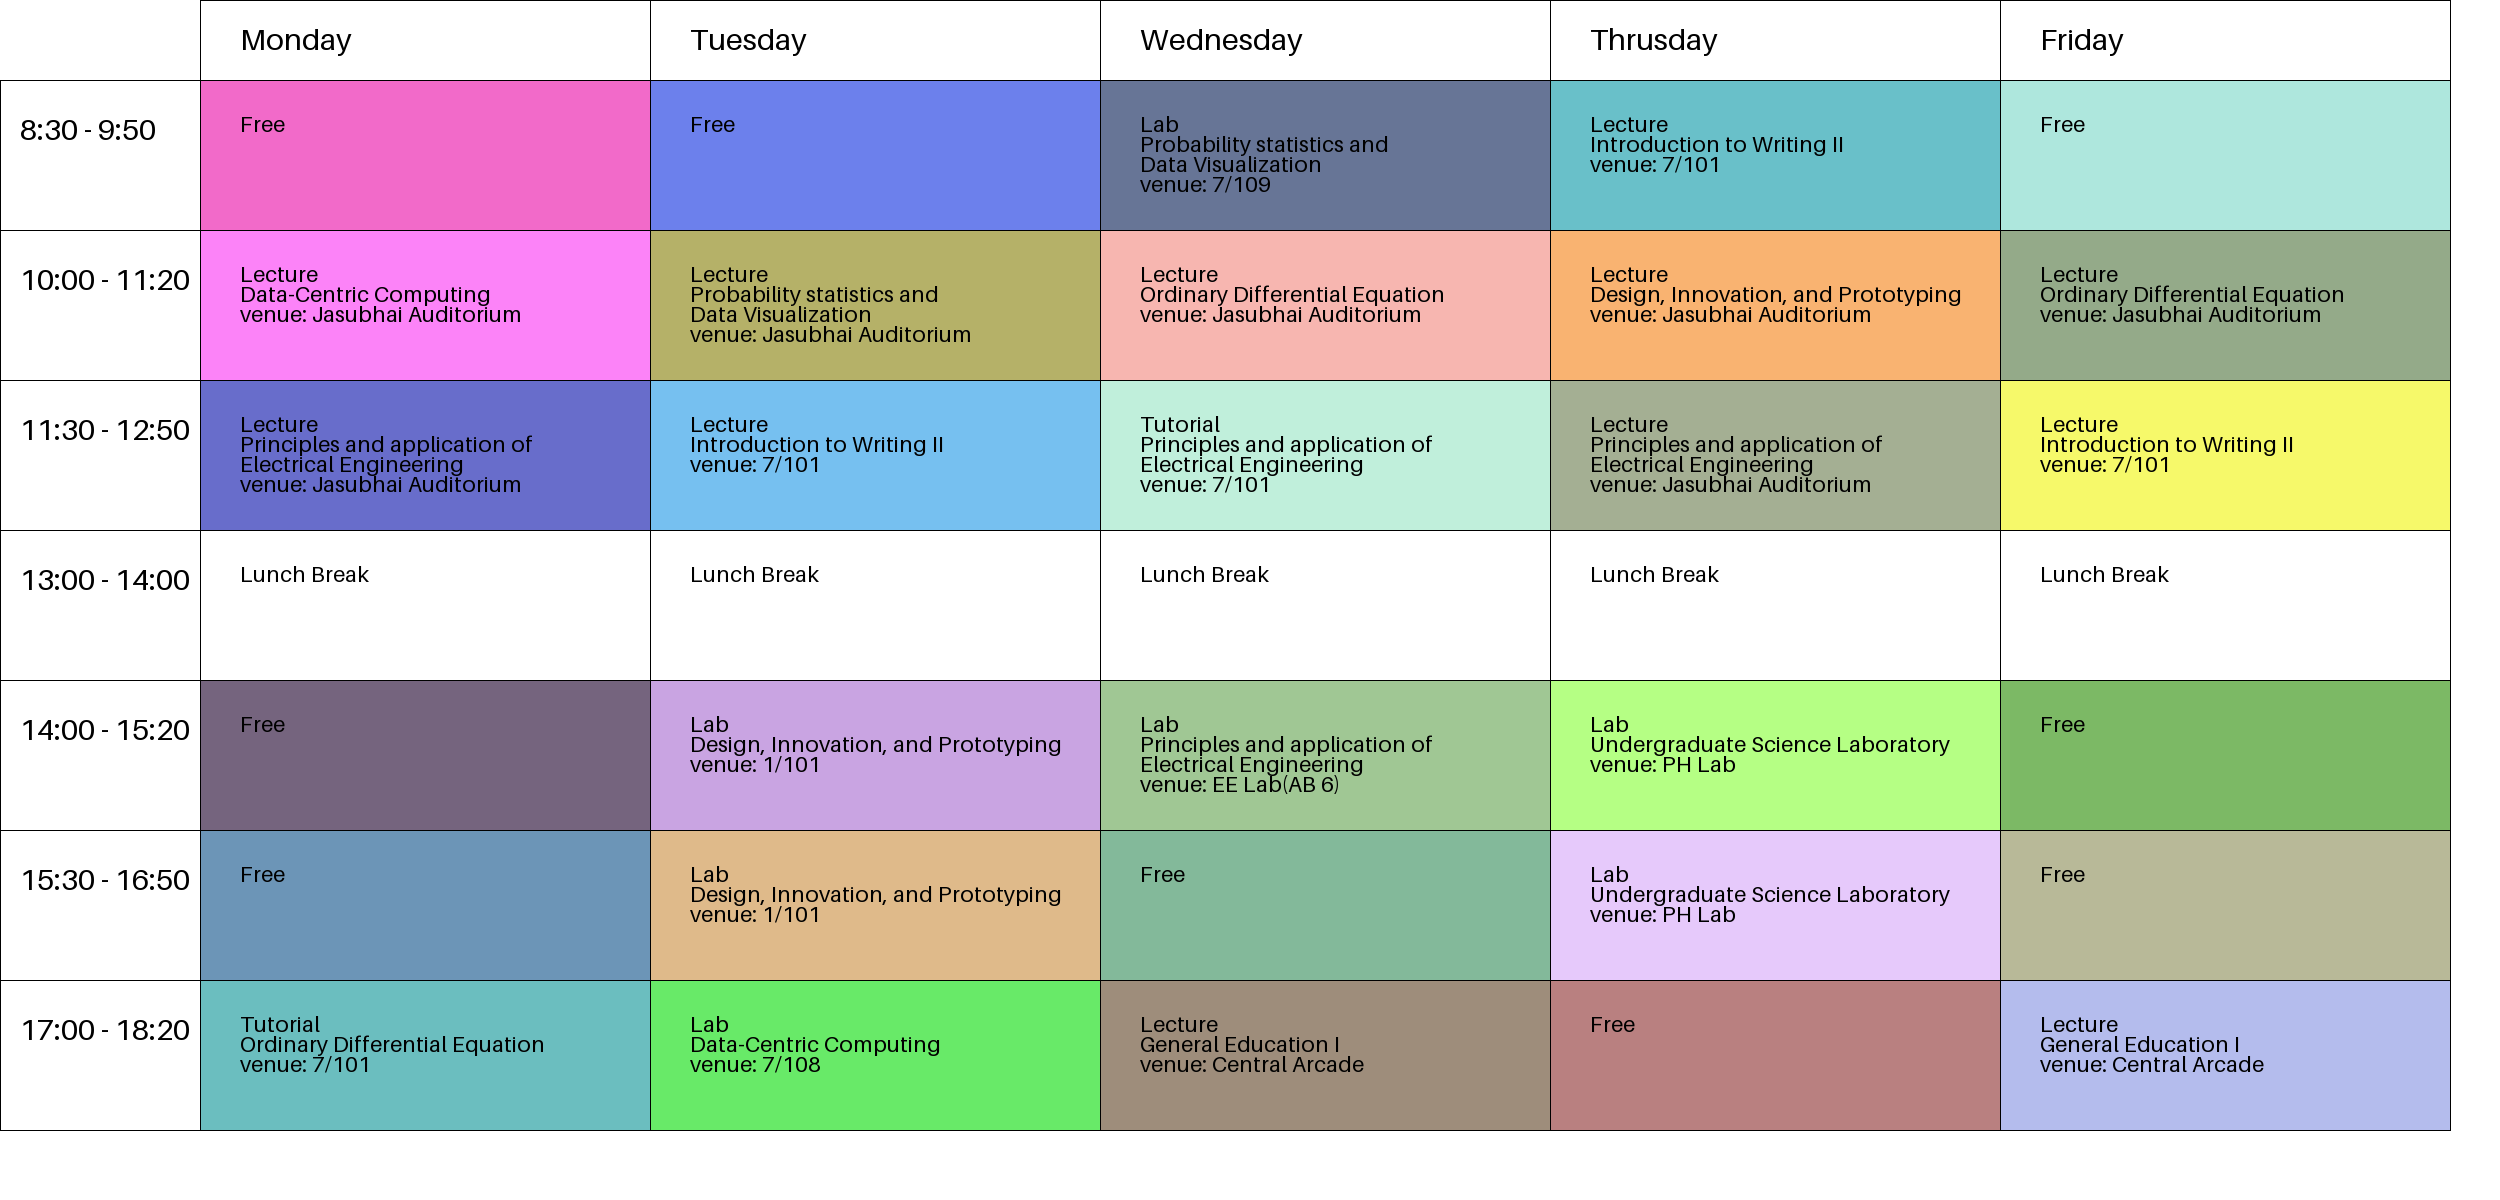 Monday Tuesday Wednesday Thrusday Friday
8:30 - 9:50
Free
Free
Lab
Probability statistics and
Data Visualization
venue: 7/109
Lecture
Introduction to Writing II
venue: 7/101
Free
10:00 - 11:20
Lecture
Data-Centric Computing
venue: Jasubhai Auditorium
Lecture
Probability statistics and
Data Visualization
venue: Jasubhai Auditorium
Lecture
Ordinary Differential Equation
venue: Jasubhai Auditorium
Lecture
Design, Innovation, and Prototyping
venue: Jasubhai Auditorium
Lecture
Ordinary Differential Equation
venue: Jasubhai Auditorium
11:30 - 12:50
Lecture
Principles and application of
Electrical Engineering
venue: Jasubhai Auditorium
Lecture
Introduction to Writing II
venue: 7/101
Tutorial
Principles and application of
Electrical Engineering
venue: 7/101
Lecture
Principles and application of
Electrical Engineering
venue: Jasubhai Auditorium
Lecture
Introduction to Writing II
venue: 7/101
13:00 - 14:00
Lunch Break
Lunch Break
Lunch Break
Lunch Break
Lunch Break
14:00 - 15:20
Free
Lab
Design, Innovation, and Prototyping
venue: 1/101
Lab
Principles and application of
Electrical Engineering
venue: EE Lab(AB 6)
Lab
Undergraduate Science Laboratory
venue: PH Lab
Free
15:30 - 16:50
Free
Lab
Design, Innovation, and Prototyping
venue: 1/101
Free
Lab
Undergraduate Science Laboratory
venue: PH Lab
Free
17:00 - 18:20
Tutorial
Ordinary Differential Equation
venue: 7/101
Lab
Data-Centric Computing
venue: 7/108
Lecture
General Education I
venue: Central Arcade
Free
Lecture
General Education I
venue: Central Arcade